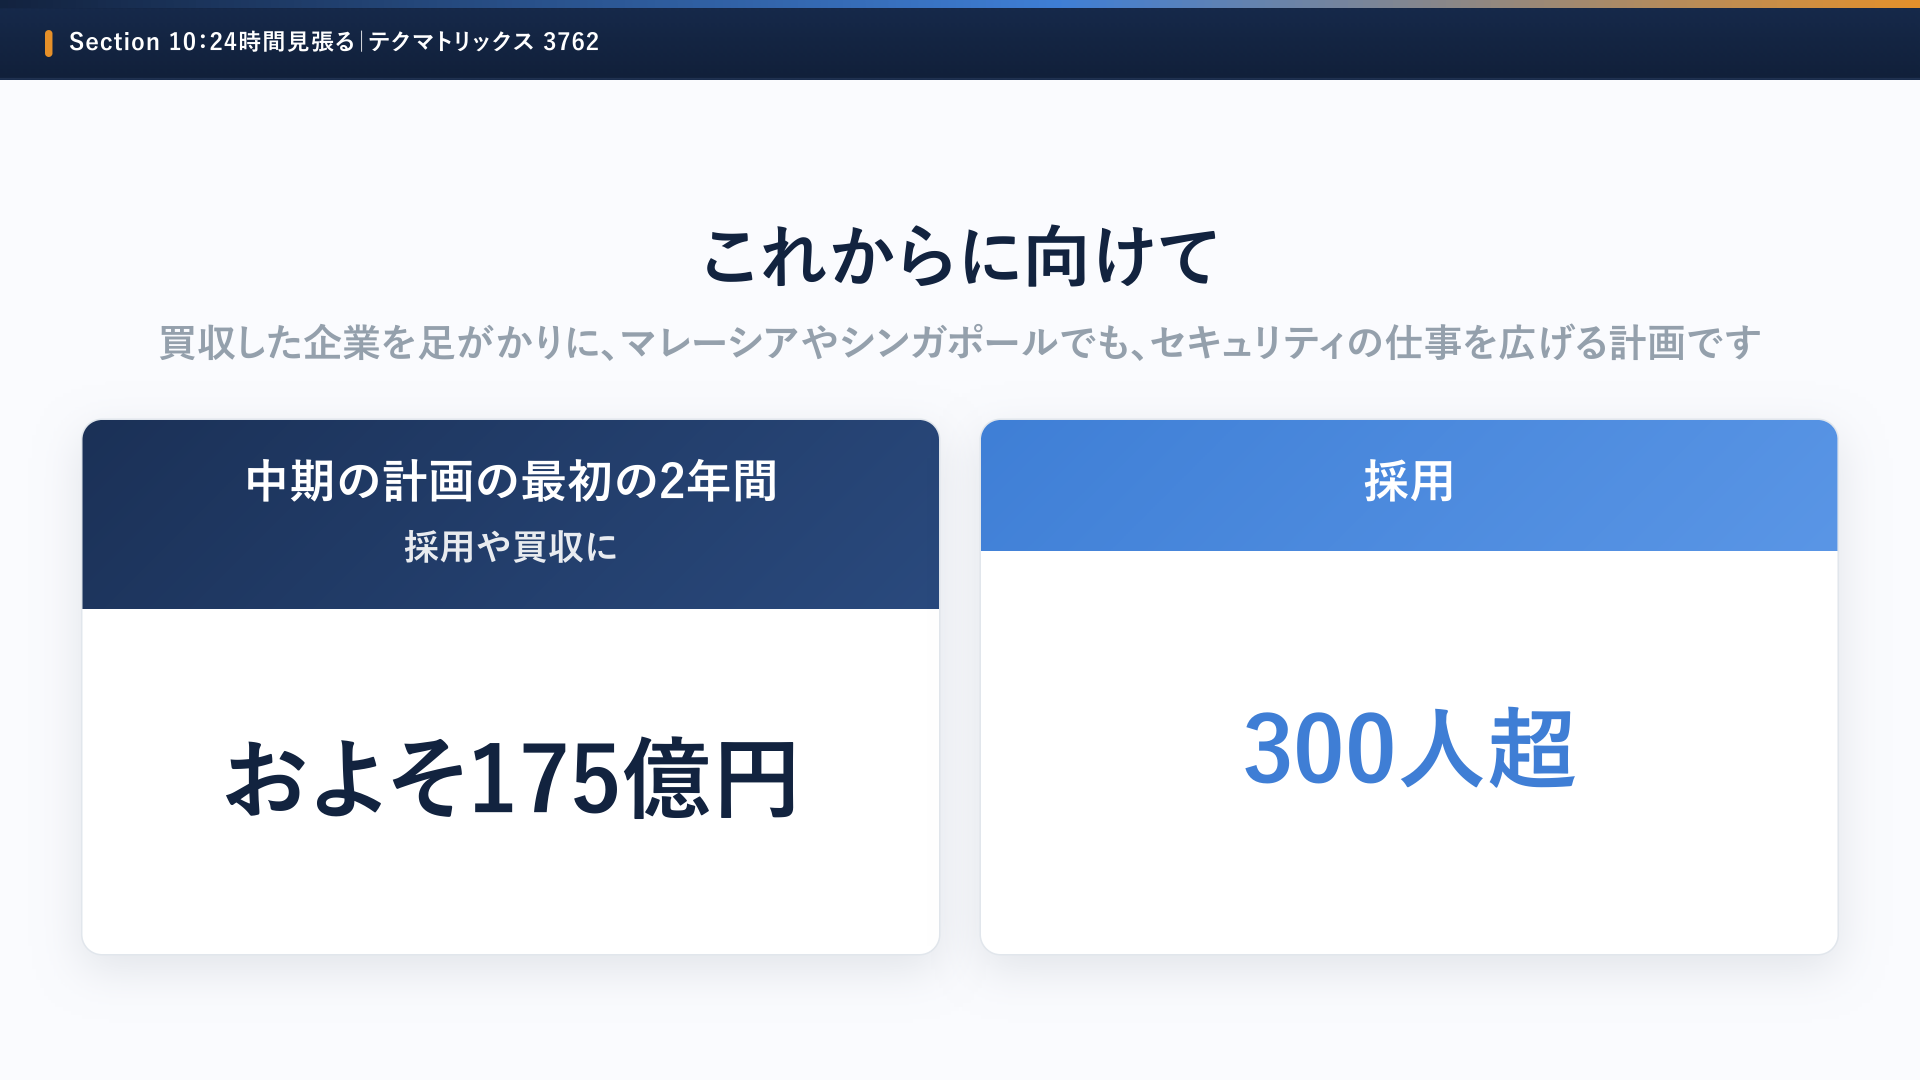 Section 10：24時間見張る｜テクマトリックス 3762
これからに向けて
買収した企業を足がかりに、マレーシアやシンガポールでも、セキュリティの仕事を広げる計画です
中期の計画の最初の2年間
採用や買収に
およそ175億円
採用
300人超